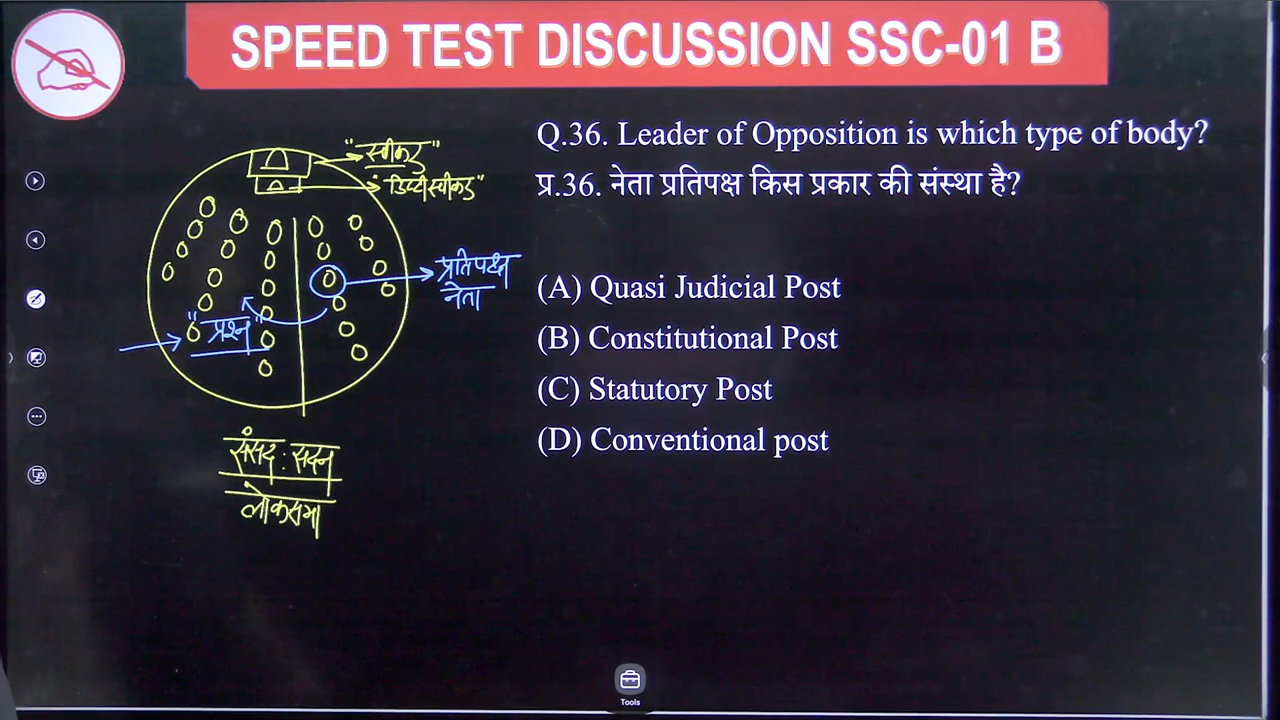 SPEED TEST DISCUSSION SSC-01 B
Q.36. Leader of Opposition is which type of body?
प्र.36. नेता प्रतिपक्ष किस प्रकार की संस्था है?
(A) Quasi Judicial Post
(B) Constitutional Post
(C) Statutory Post
(D) Conventional post
"स्पीकर"
"डिप्टी स्पीकर"
प्रतिपक्ष
नेता
"प्रश्न"
संसद : सदन
लोकसभा
Tools